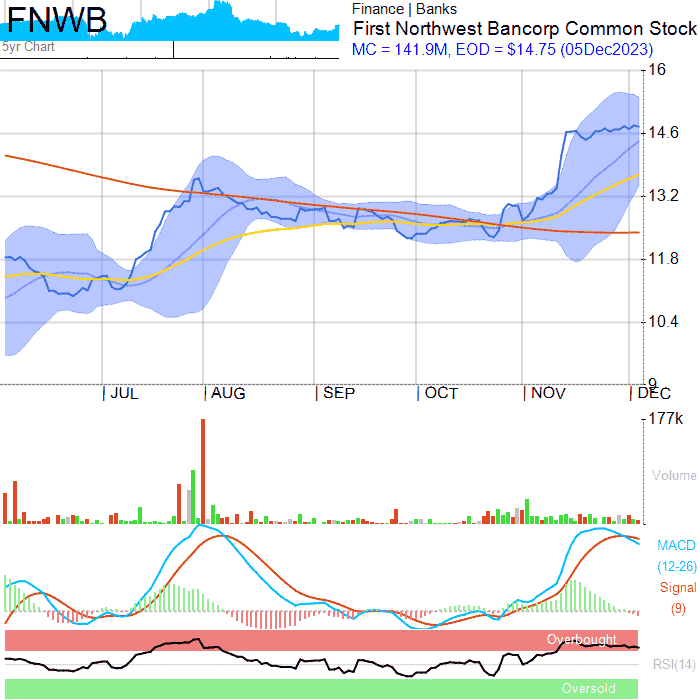 FNWB
5yr Chart
Finance | Banks
First Northwest Bancorp Common Stock
MC = 141.9M, EOD = $14.75 (05Dec2023)
16
14.6
13.2
11.8
10.4
9
JUL AUG SEP OCT NOV DEC
177k
Volume
MACD
(12-26)
Signal
(9)
Overbought
RSI(14)
Oversold